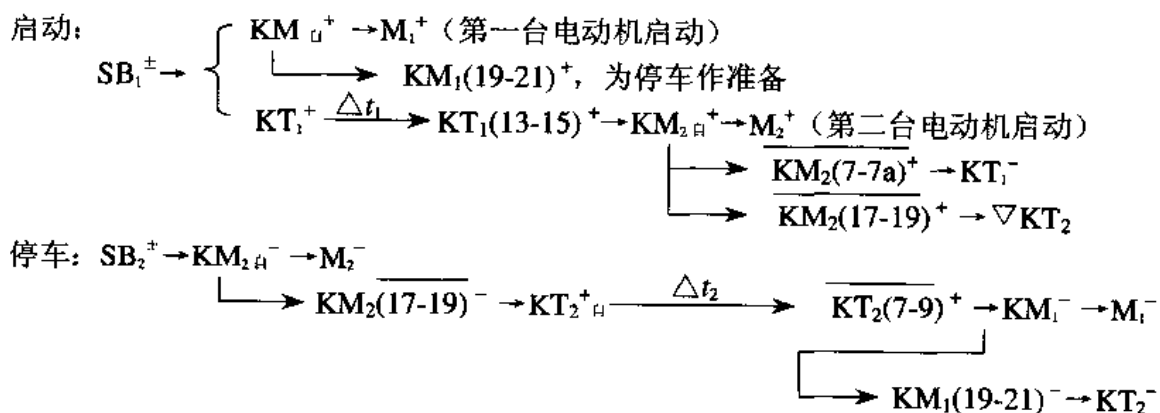 启动：
KM 自⁺ →M₁⁺（第一台电动机启动）
SB₁^± → { KM₁(19-21)⁺，为停车作准备
KT₁⁺ △t₁→ KT₁(13-15)⁺→KM₂自⁺→M₂⁺（第二台电动机启动）
KM₂(7-7a)⁺ →KT₁⁻
KM₂(17-19)⁺ → ▽KT₂
停车：SB₂^± →KM₂自⁻ →M₂⁻
KM₂(17-19)⁻ →KT₂⁺自 △t₂→ KT₂(7-9)⁺ →KM₁⁻ →M₁⁻
KM₁(19-21)⁻→KT₂⁻